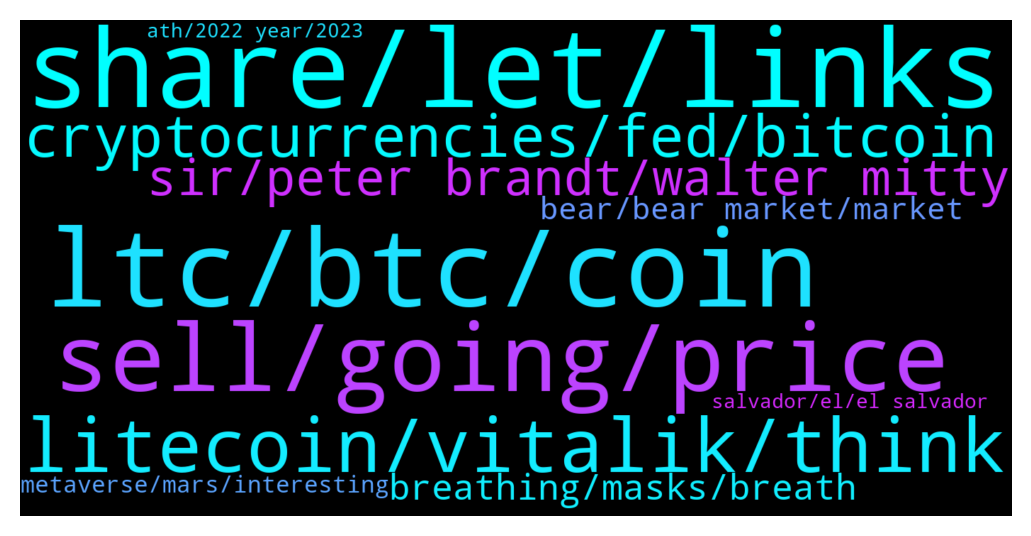 ath/2022 year/2023
share/let/links
cryptocurrencies/fed/bitcoin
sir/peter brandt/walter mitty
bear/bear market/market
ltc/btc/coin
sell/going/price
salvador/el/el salvador
litecoin/vitalik/think
metaverse/mars/interesting
breathing/masks/breath